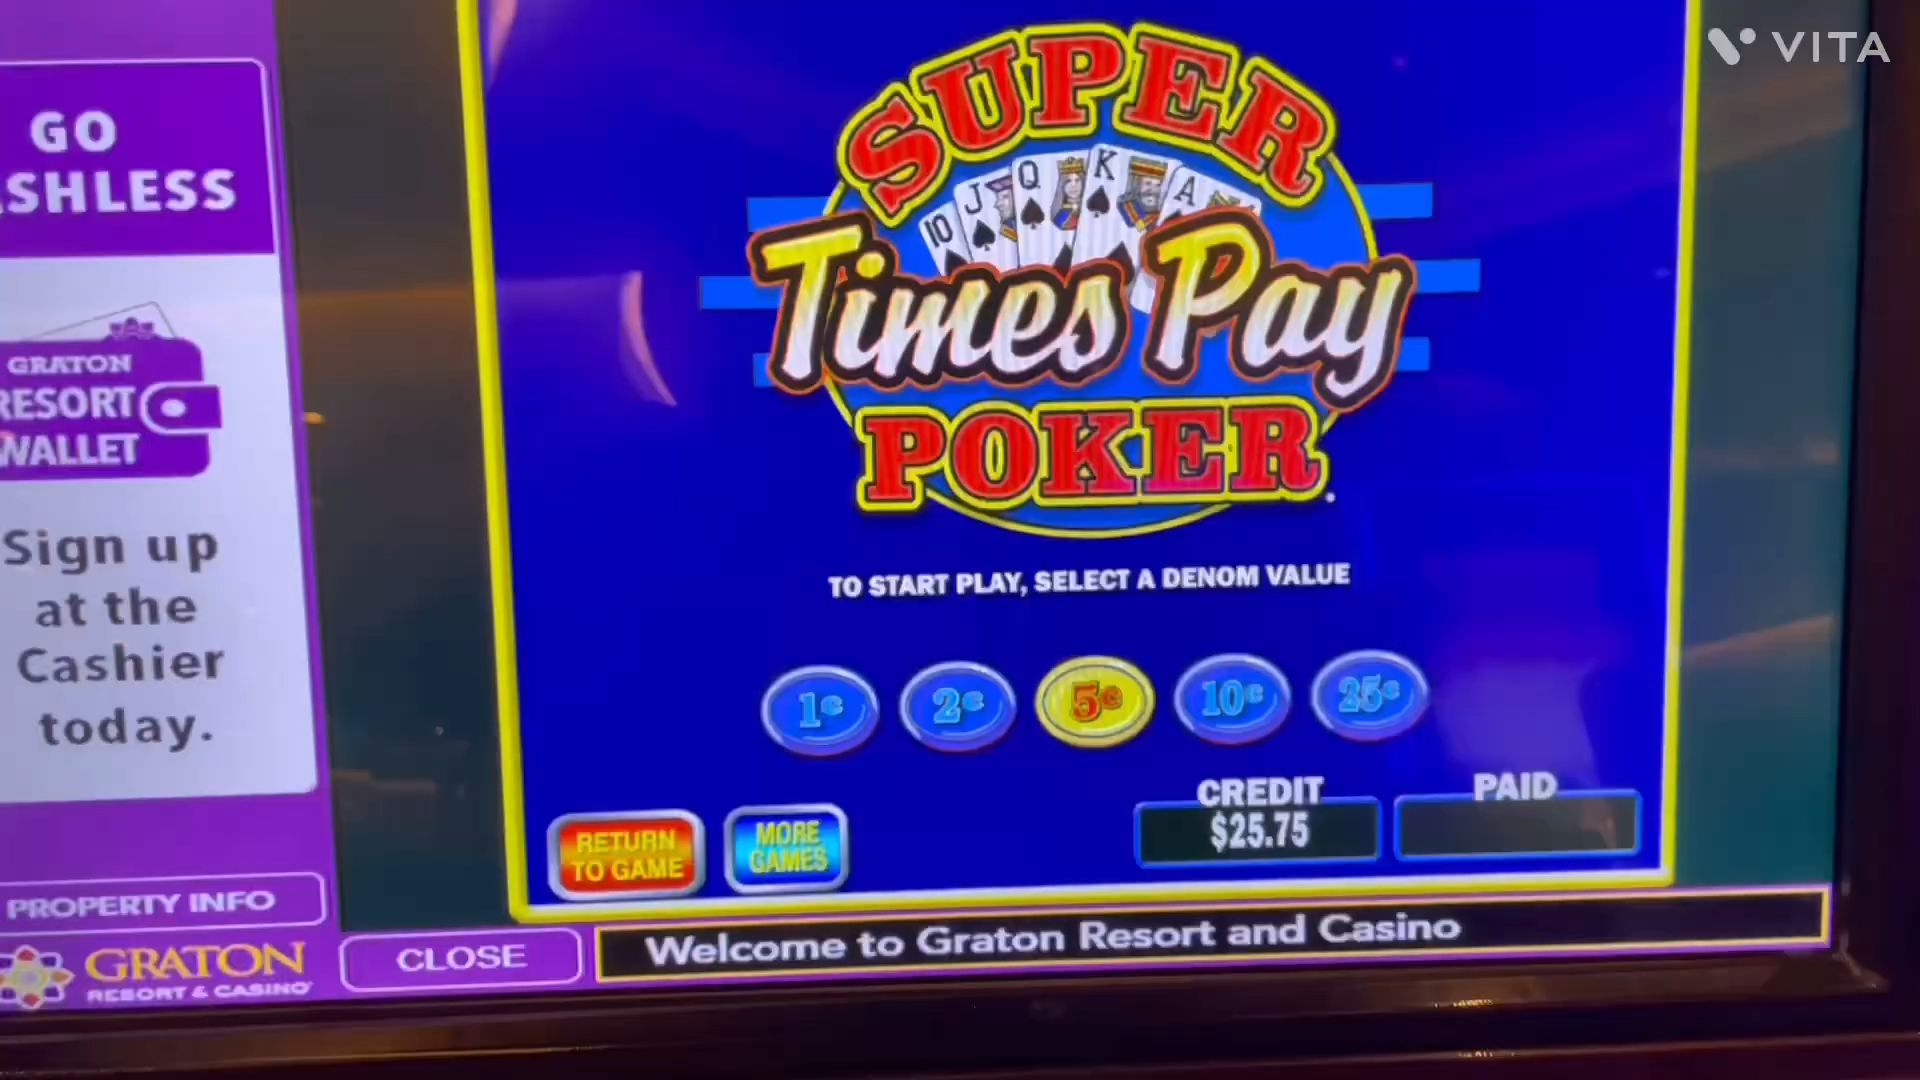 VITA
GO
SHLESS
GRATON
RESORT
WALLET
Sign up
at the
Cashier
today.
PROPERTY INFO
GRATON
RESORT & CASINO
CLOSE
SUPER
10 J Q K A
Times Pay
POKER.
TO START PLAY, SELECT A DENOM VALUE
1¢ 2¢ 5¢ 10¢ 25¢
RETURN
TO GAME
MORE
GAMES
CREDIT
$25.75
PAID
Welcome to Graton Resort and Casino